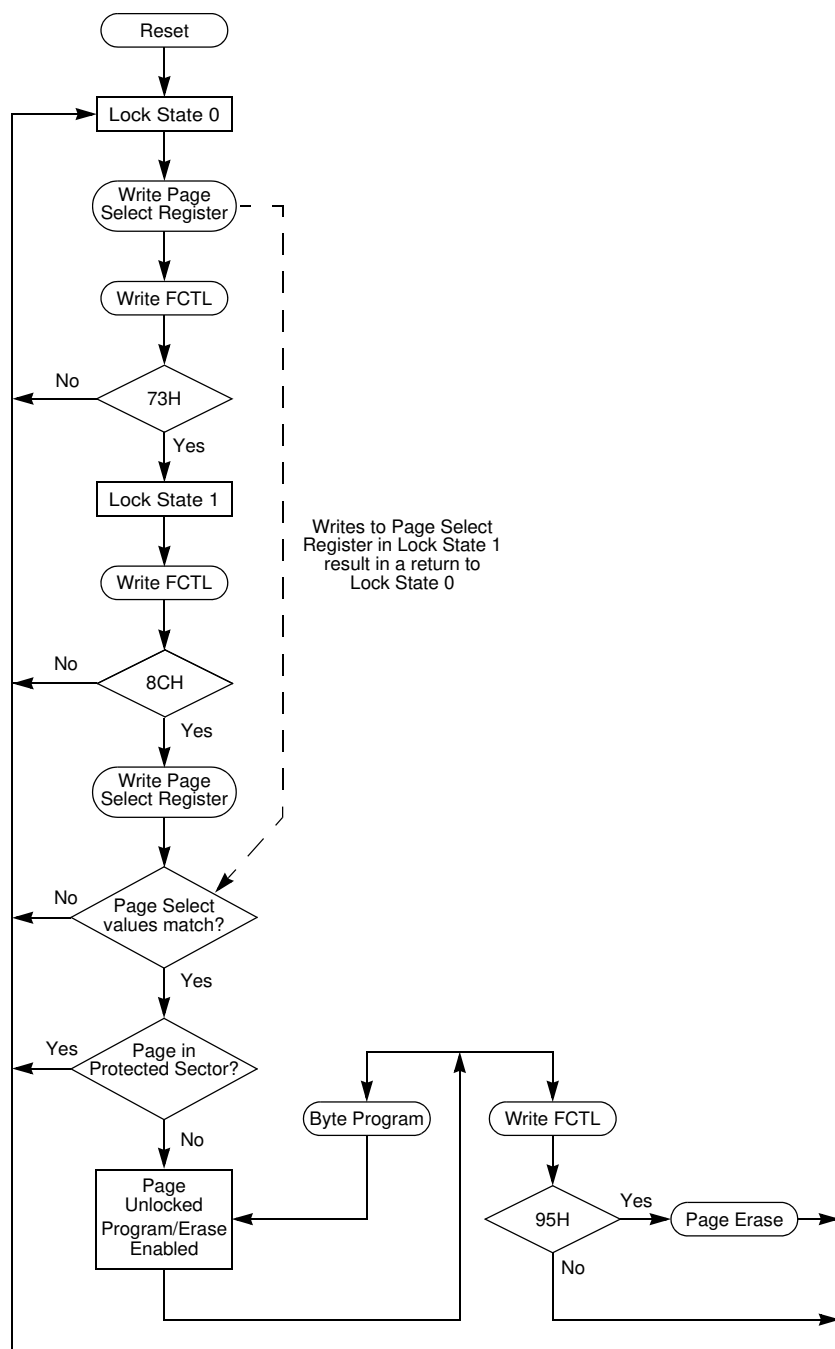 Reset
Lock State 0
Write Page
Select Register
Write FCTL
No
73H
Yes
Lock State 1
Writes to Page Select
Register in Lock State 1
result in a return to
Lock State 0
Write FCTL
No
8CH
Yes
Write Page
Select Register
No
Page Select
values match?
Yes
Yes
Page in
Protected Sector?
No
Byte Program
Write FCTL
Page
Unlocked
Program/Erase
Enabled
95H
Yes
Page Erase
No